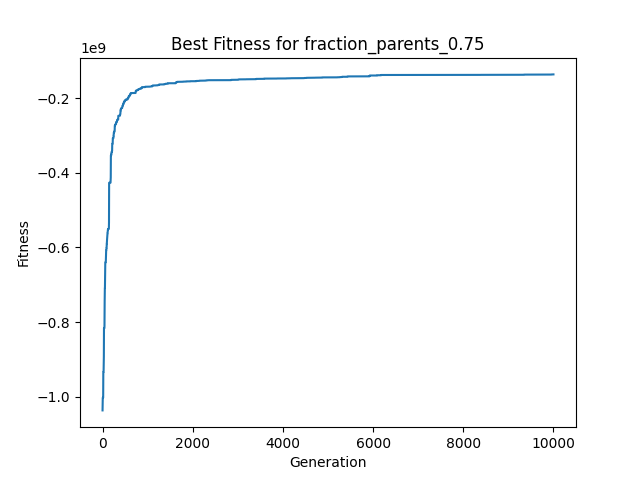 Best Fitness for fraction_parents_0.75
1e9
−0.2
−0.4
−0.6
−0.8
−1.0
Fitness
0 2000 4000 6000 8000 10000
Generation